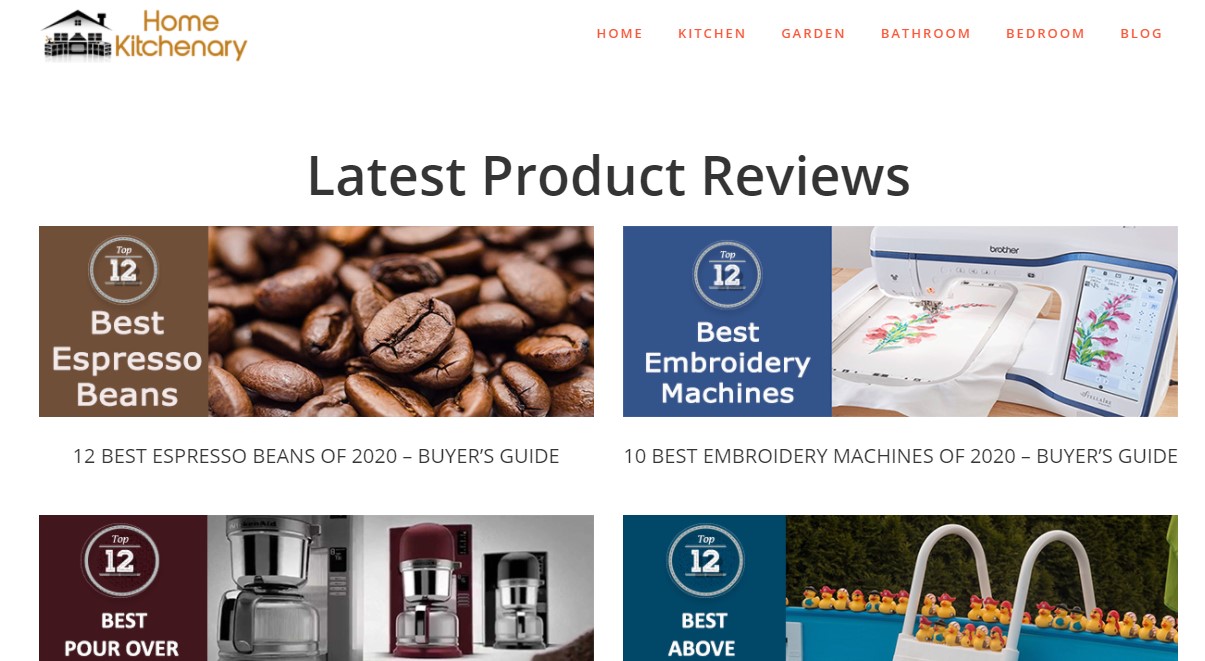 Home
Kitchenary
HOME KITCHEN GARDEN BATHROOM BEDROOM BLOG
Latest Product Reviews
Top
12
Best
Espresso
Beans
Top
12
Best
Embroidery
Machines
brother
12 BEST ESPRESSO BEANS OF 2020 – BUYER’S GUIDE
10 BEST EMBROIDERY MACHINES OF 2020 – BUYER’S GUIDE
Top
12
BEST
POUR OVER
Top
12
BEST
ABOVE